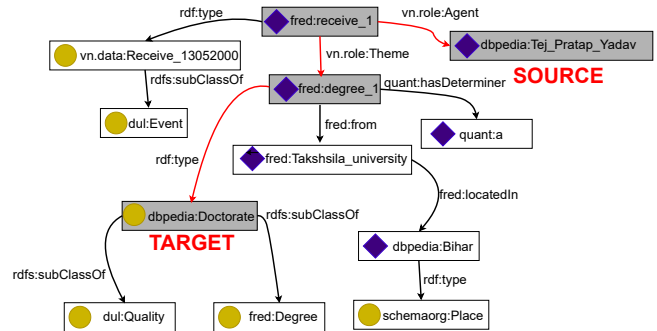 rdf:type
fred:receive_1
vn.role:Agent
vn.data:Receive_13052000
vn.role:Theme
dbpedia:Tej_Pratap_Yadav
rdfs:subClassOf
SOURCE
fred:degree_1
quant:hasDeterminer
dul:Event
fred:from
quant:a
rdf:type
fred:Takshsila_university
fred:locatedIn
dbpedia:Doctorate
rdfs:subClassOf
TARGET
dbpedia:Bihar
rdfs:subClassOf
rdf:type
dul:Quality
fred:Degree
schemaorg:Place